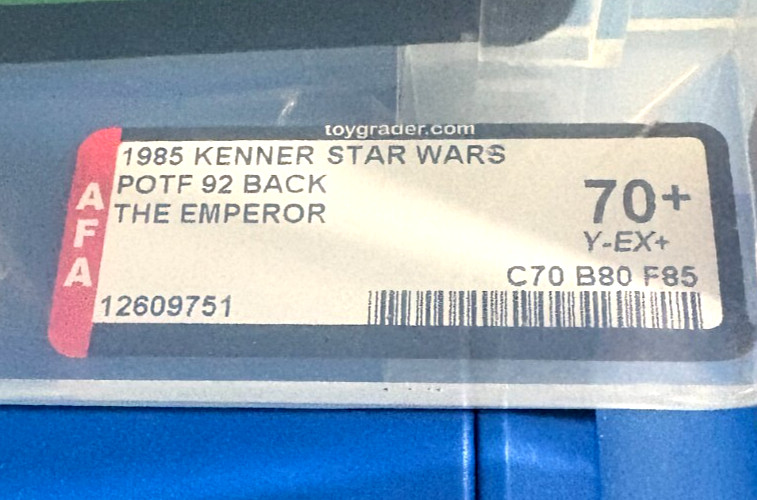 toygrader.com
AFA
1985 KENNER STAR WARS
POTF 92 BACK
THE EMPEROR
70+
Y-EX+
C70 B80 F85
12609751